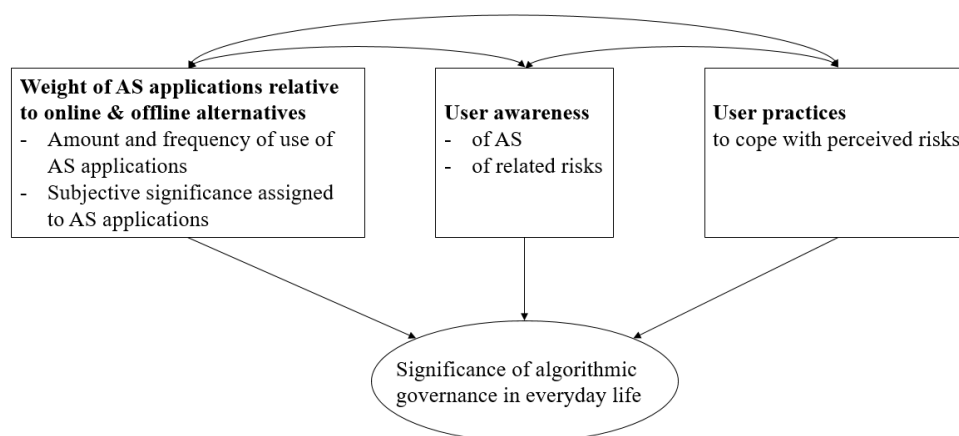 Weight of AS applications relative
to online & offline alternatives
- Amount and frequency of use of
AS applications
- Subjective significance assigned
to AS applications
User awareness
- of AS
- of related risks
User practices
to cope with perceived risks
Significance of algorithmic
governance in everyday life